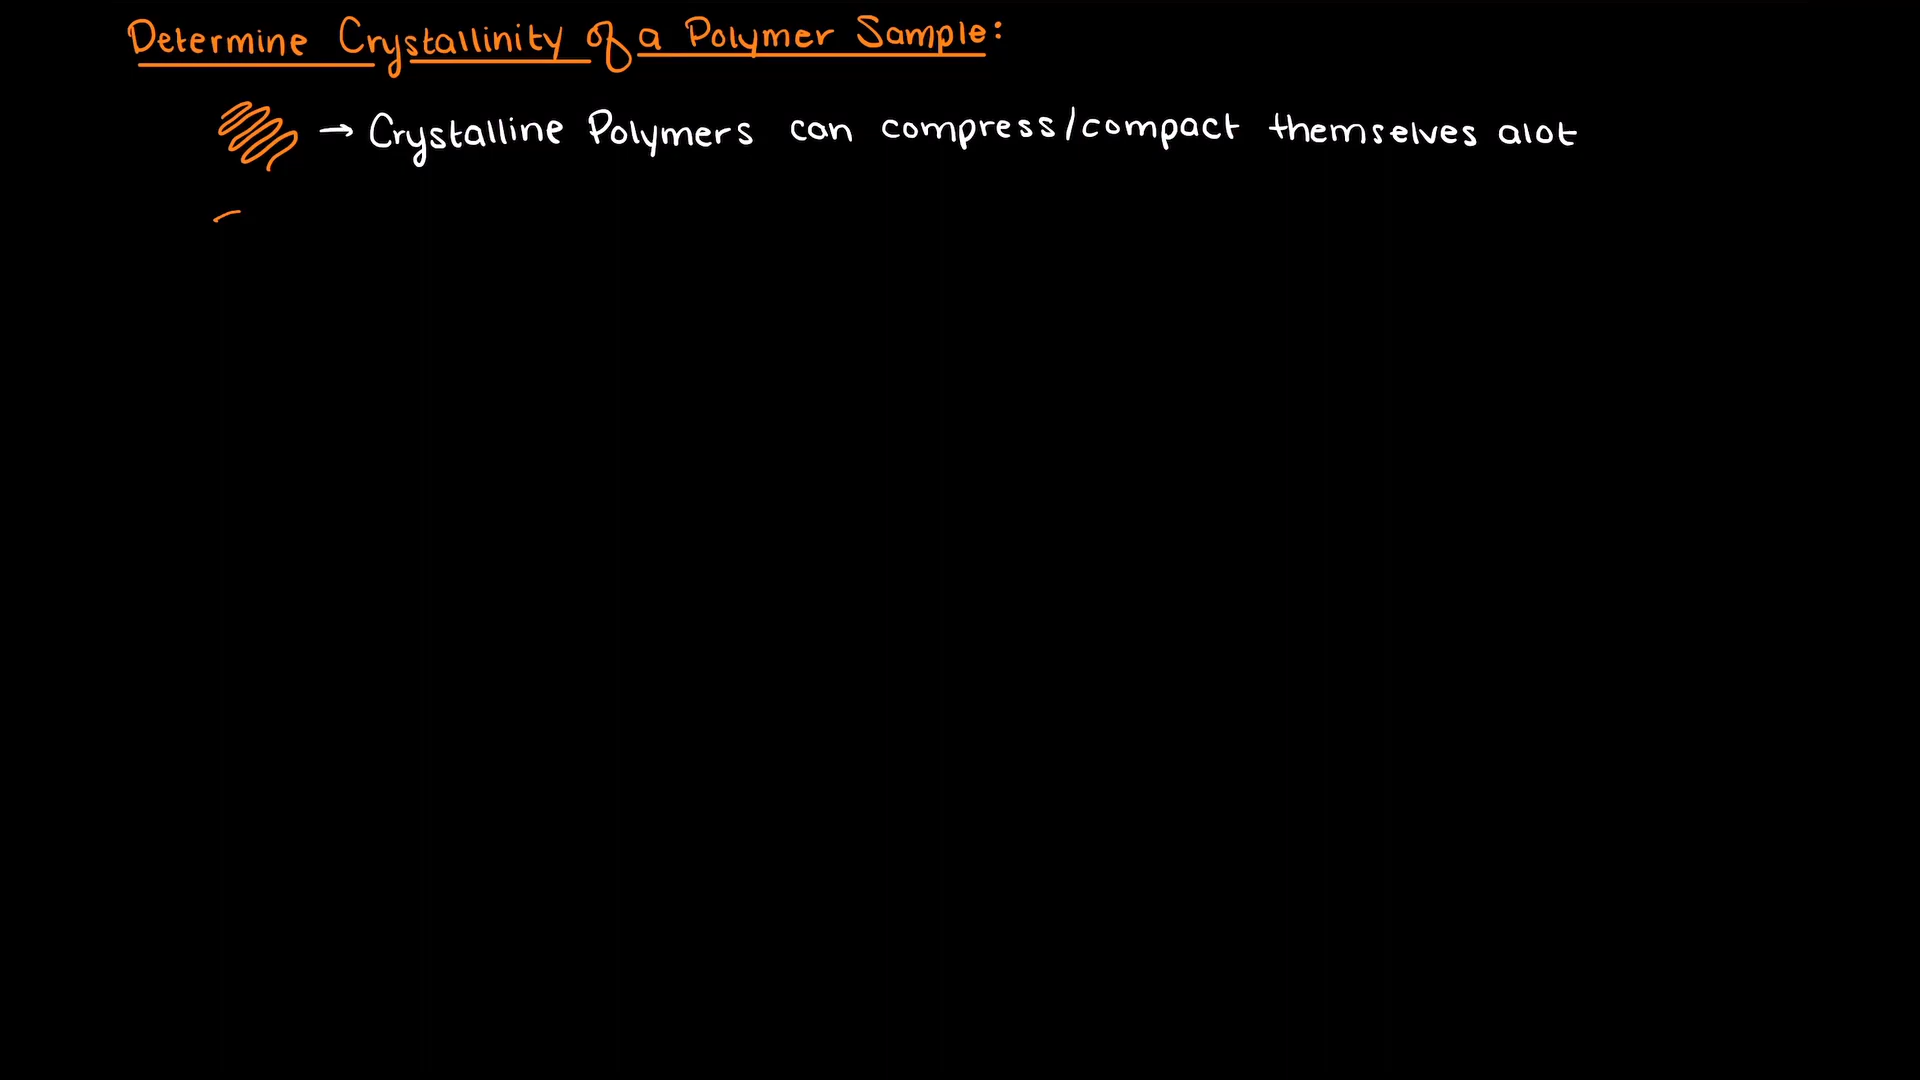 Determine Crystallinity of a Polymer Sample:
→ Crystalline Polymers can compress/compact themselves alot